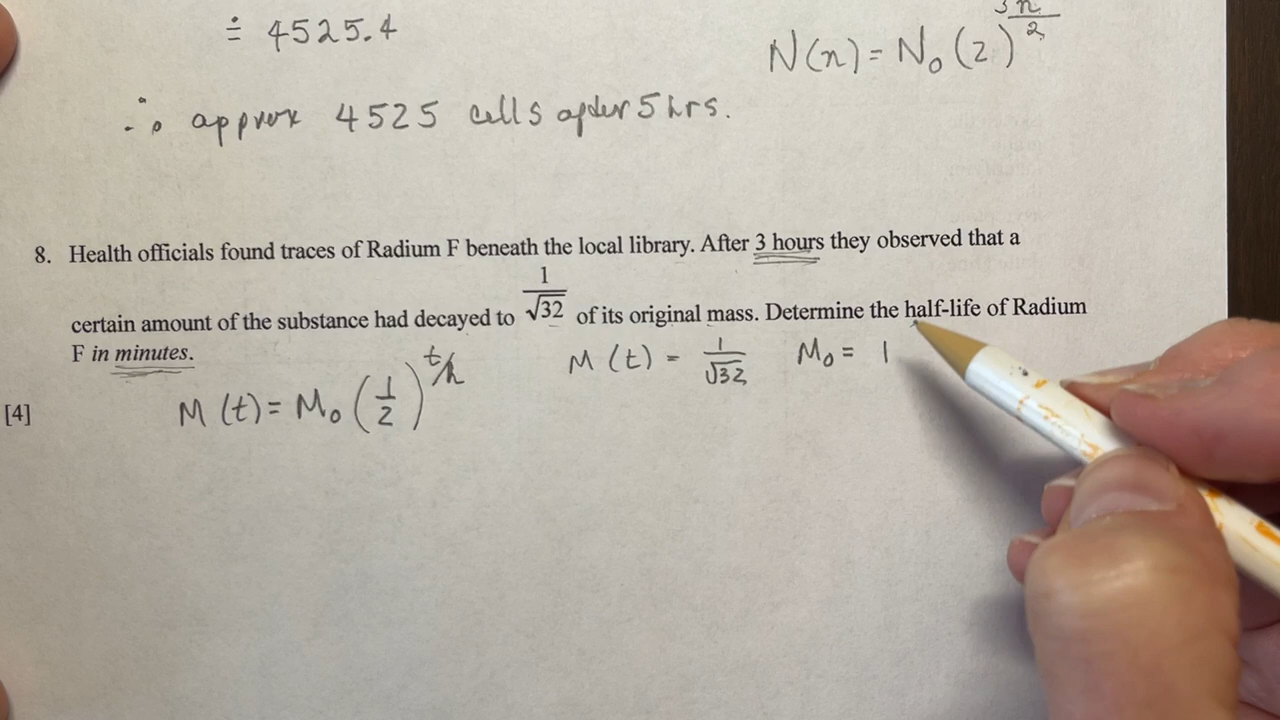 ≐ 4525.4
N(n) = N₀ (2)^(3n/2)
∴ approx 4525 cells after 5 hrs.
8. Health officials found traces of Radium F beneath the local library. After 3 hours they observed that a
certain amount of the substance had decayed to 1/√32 of its original mass. Determine the half-life of Radium
F in minutes.
M(t) = 1/√32 M₀ = 1
[4] M(t) = M₀ (1/2)^(t/h)